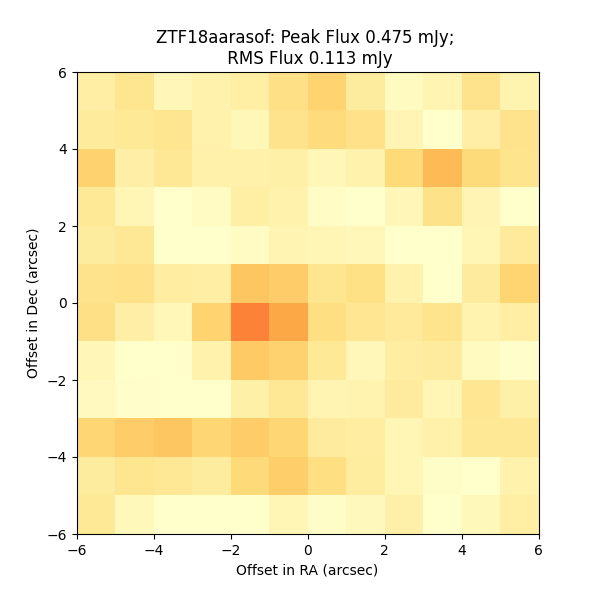 ZTF18aarasof: Peak Flux 0.475 mJy;
RMS Flux 0.113 mJy
6
4
2
0
−2
−4
−6
Offset in Dec (arcsec)
−6 −4 −2 0 2 4 6
Offset in RA (arcsec)